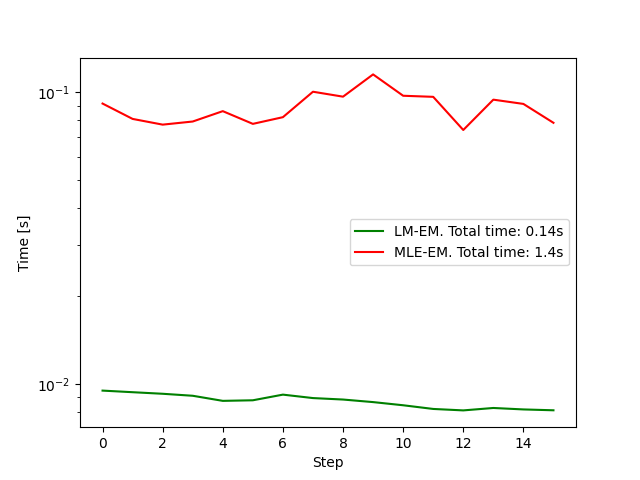 10⁻¹
10⁻²
Time [s]
LM-EM. Total time: 0.14s
MLE-EM. Total time: 1.4s
0 2 4 6 8 10 12 14
Step